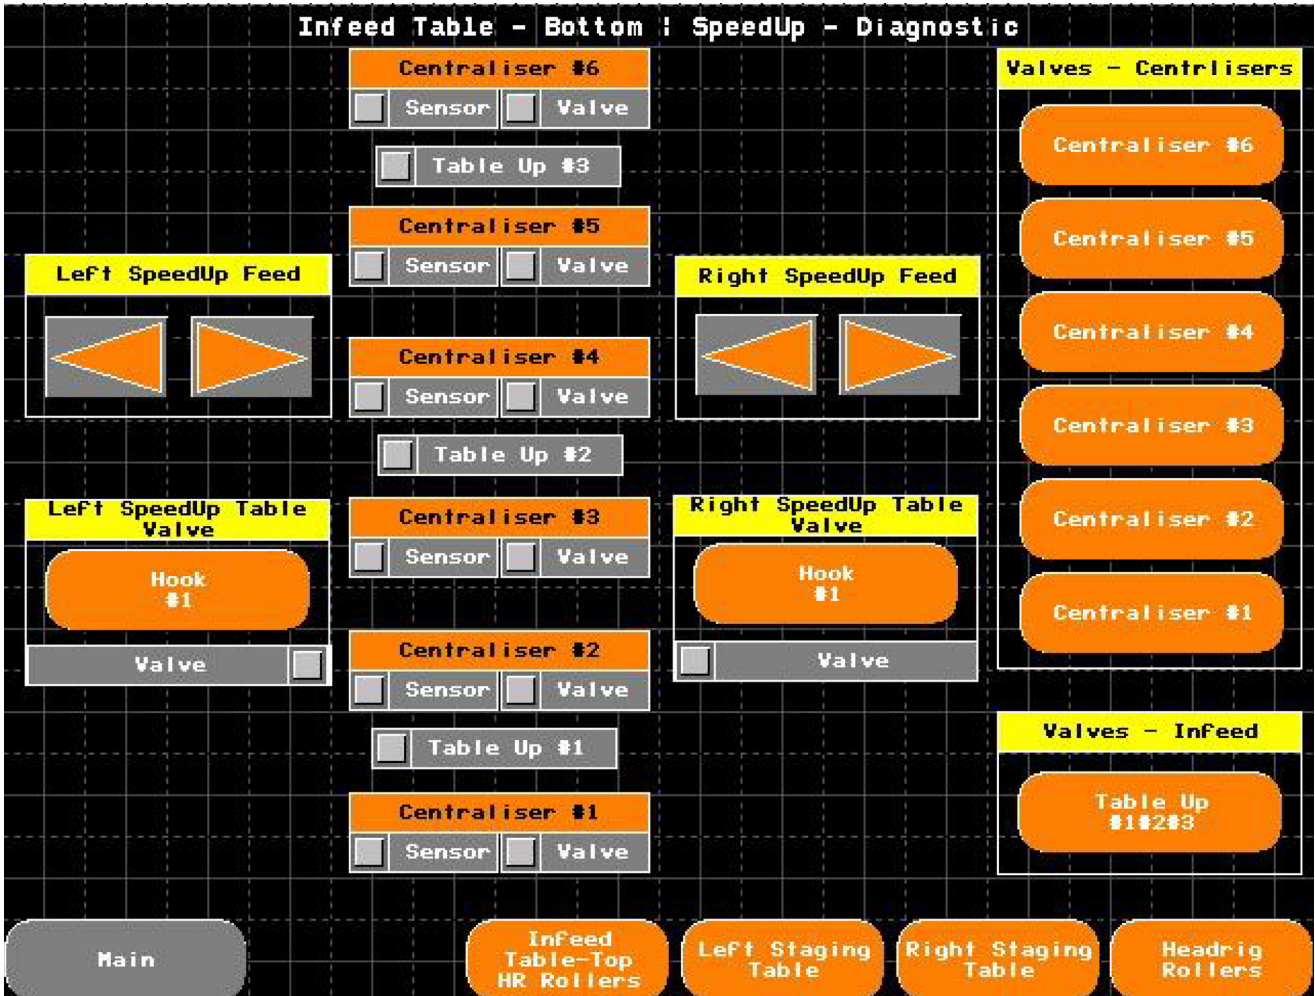 Infeed Table - Bottom ¦ SpeedUp - Diagnostic
Centraliser #6
Sensor Valve
Table Up #3
Centraliser #5
Sensor Valve
Centraliser #4
Sensor Valve
Table Up #2
Centraliser #3
Sensor Valve
Centraliser #2
Sensor Valve
Table Up #1
Centraliser #1
Sensor Valve
Left SpeedUp Feed
Left SpeedUp Table
Valve
Hook
#1
Valve
Right SpeedUp Feed
Right SpeedUp Table
Valve
Hook
#1
Valve
Valves - Centrlisers
Centraliser #6
Centraliser #5
Centraliser #4
Centraliser #3
Centraliser #2
Centraliser #1
Valves - Infeed
Table Up
#1#2#3
Main
Infeed
Table-Top
HR Rollers
Left Staging
Table
Right Staging
Table
Headrig
Rollers